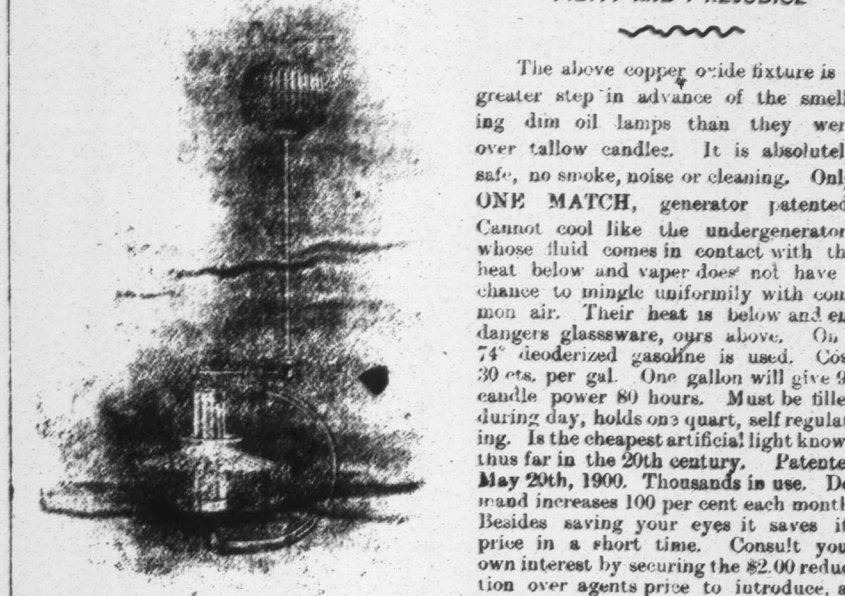 The above copper oxide fixture is
greater step in advance of the smell
ing dim oil lamps than they wer
over tallow candles. It is absolutel
safe, no smoke, noise or cleaning. Onl
ONE MATCH, generator patented
Cannot cool like the undergenerator
whose fluid comes in contact with th
heat below and vaper does not have
chance to mingle uniformily with com
mon air. Their heat is below and en
dangers glasssware, ours above. On
74° deoderized gasoline is used. Cos
30 cts. per gal. One gallon will give 9
candle power 80 hours. Must be fille
during day, holds one quart, self regulat
ing. Is the cheapest artificial light know
thus far in the 20th century. Patente
May 20th, 1900. Thousands in use. De
mand increases 100 per cent each month
Besides saving your eyes it saves it
price in a short time. Consult you
own interest by securing the $2.00 reduc
tion over agents price to introduce, a